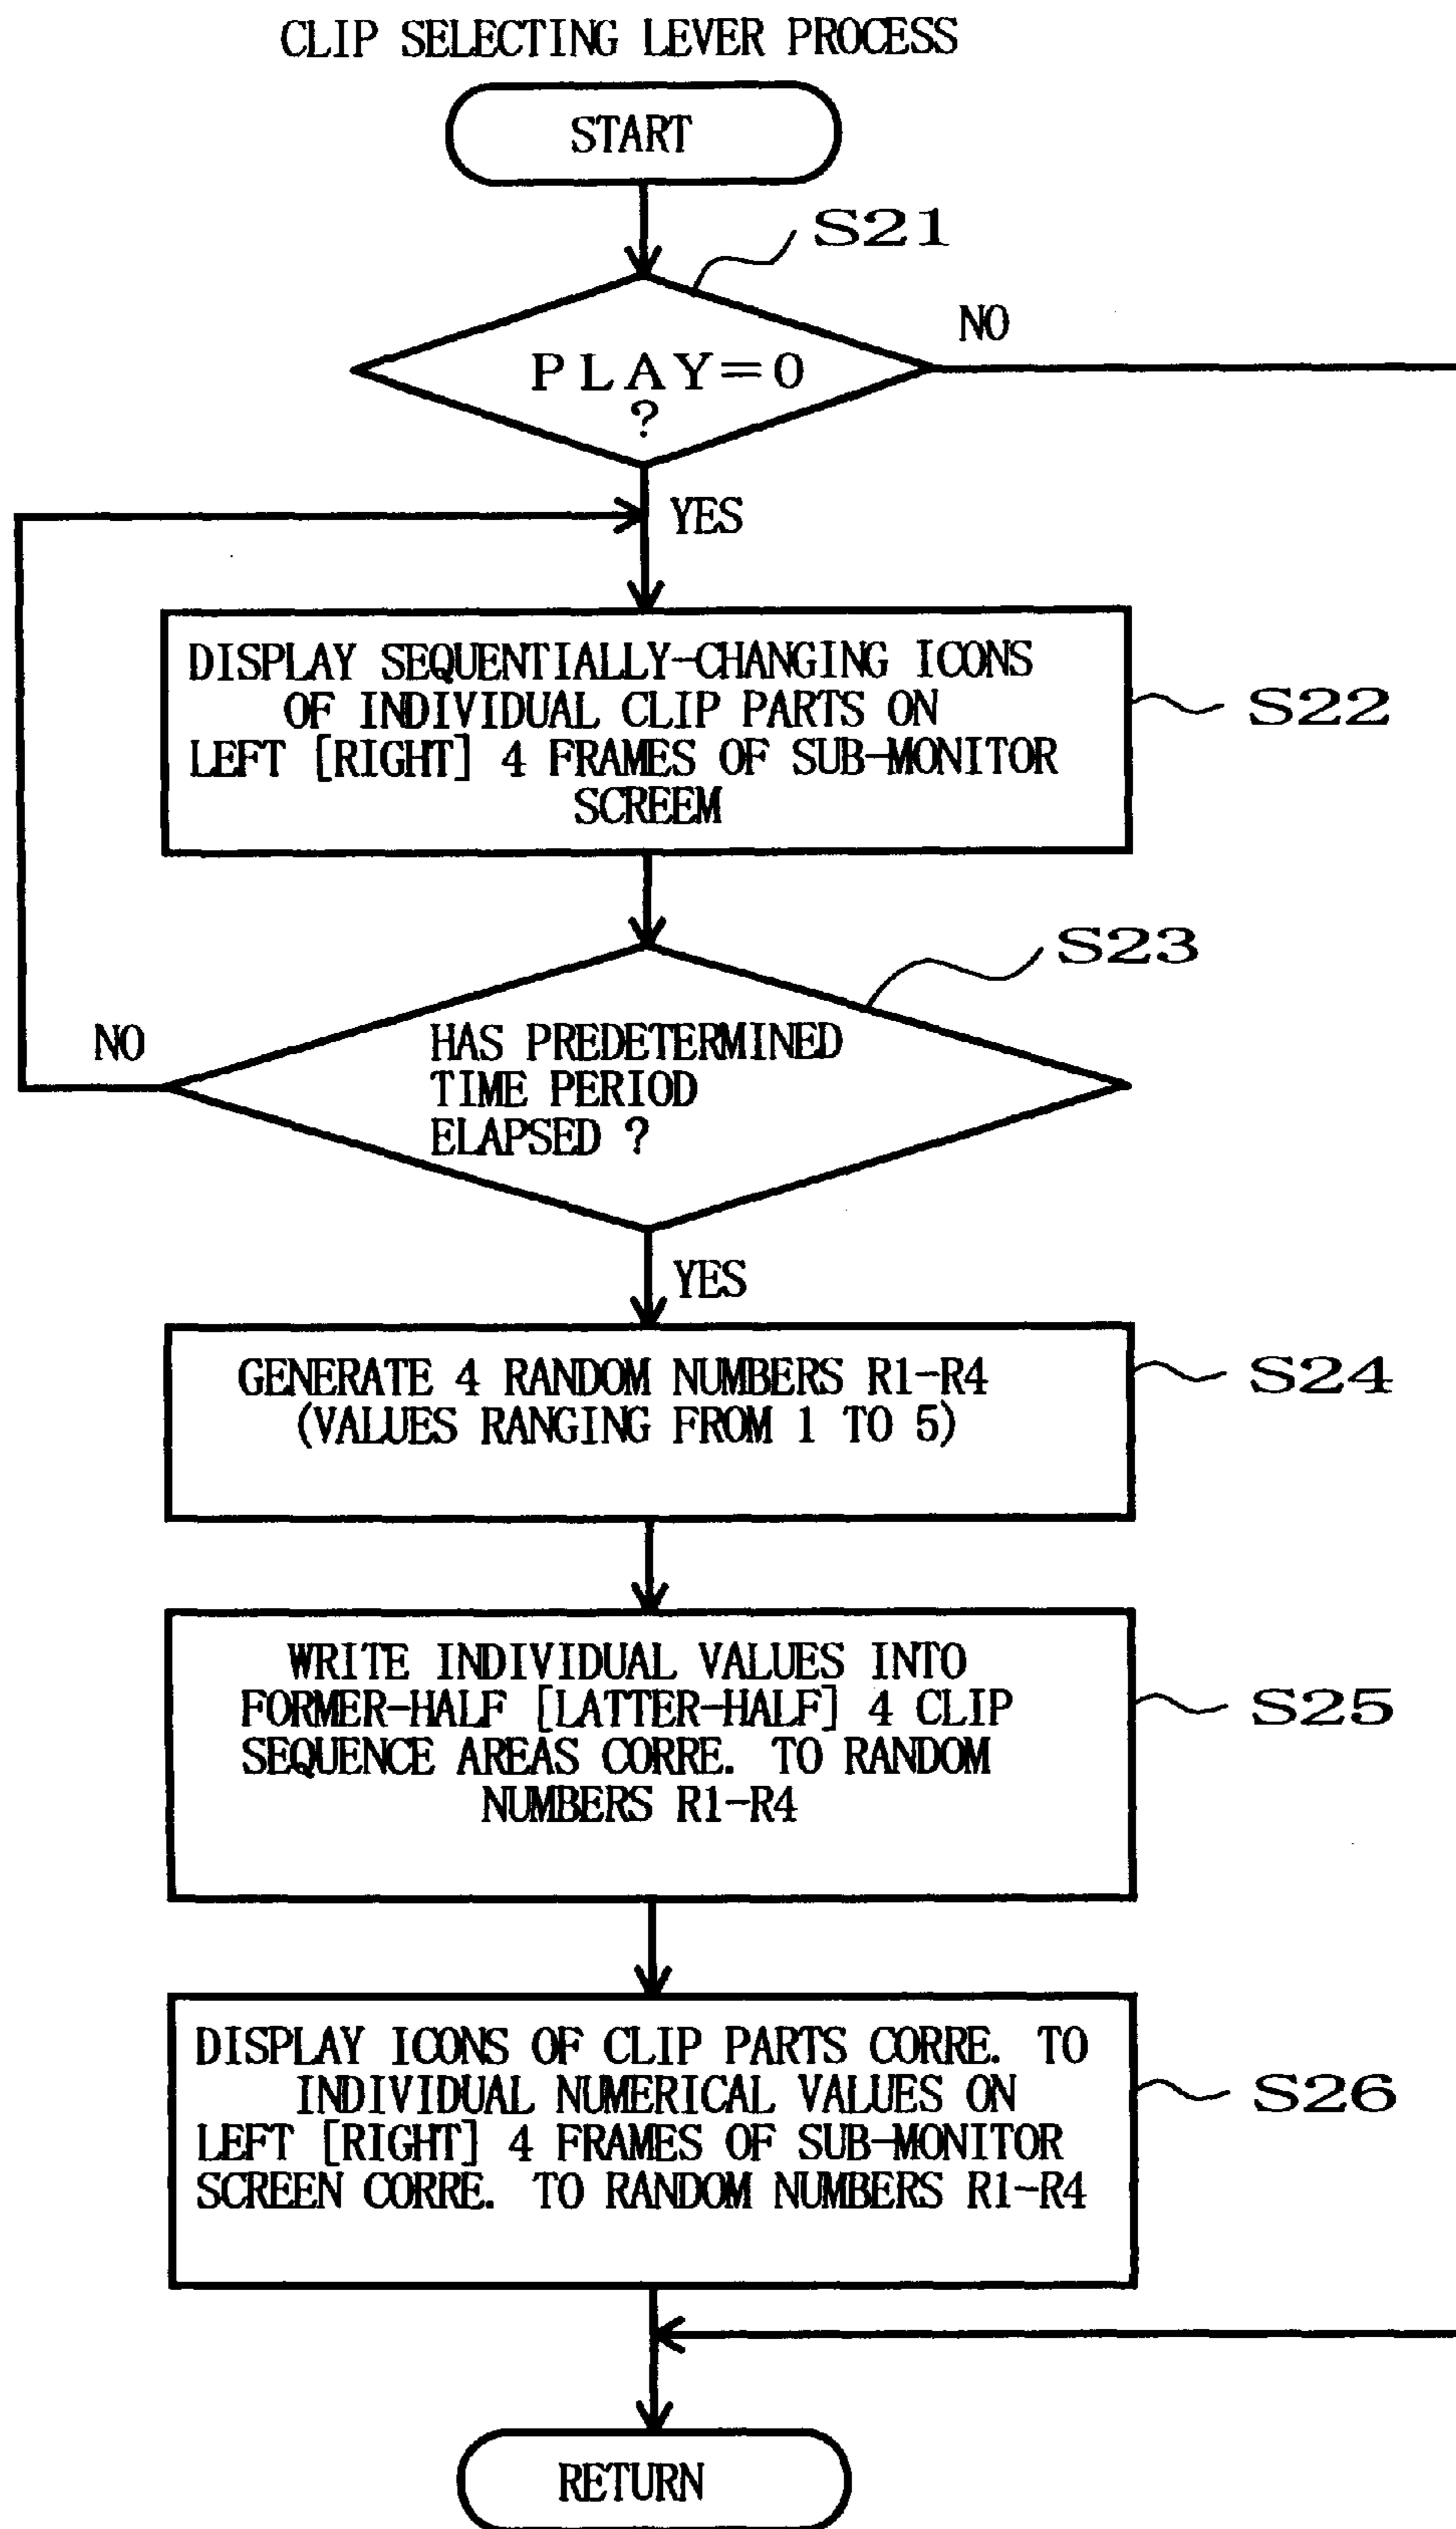 CLIP SELECTING LEVER PROCESS
START
S21
PLAY=0
?
NO
YES
DISPLAY SEQUENTIALLY-CHANGING ICONS
OF INDIVIDUAL CLIP PARTS ON
LEFT [RIGHT] 4 FRAMES OF SUB-MONITOR
SCREEM
S22
S23
HAS PREDETERMINED
TIME PERIOD
ELAPSED ?
NO
YES
GENERATE 4 RANDOM NUMBERS R1-R4
(VALUES RANGING FROM 1 TO 5)
S24
WRITE INDIVIDUAL VALUES INTO
FORMER-HALF [LATTER-HALF] 4 CLIP
SEQUENCE AREAS CORRE. TO RANDOM
NUMBERS R1-R4
S25
DISPLAY ICONS OF CLIP PARTS CORRE. TO
INDIVIDUAL NUMERICAL VALUES ON
LEFT [RIGHT] 4 FRAMES OF SUB-MONITOR
SCREEN CORRE. TO RANDOM NUMBERS R1-R4
S26
RETURN